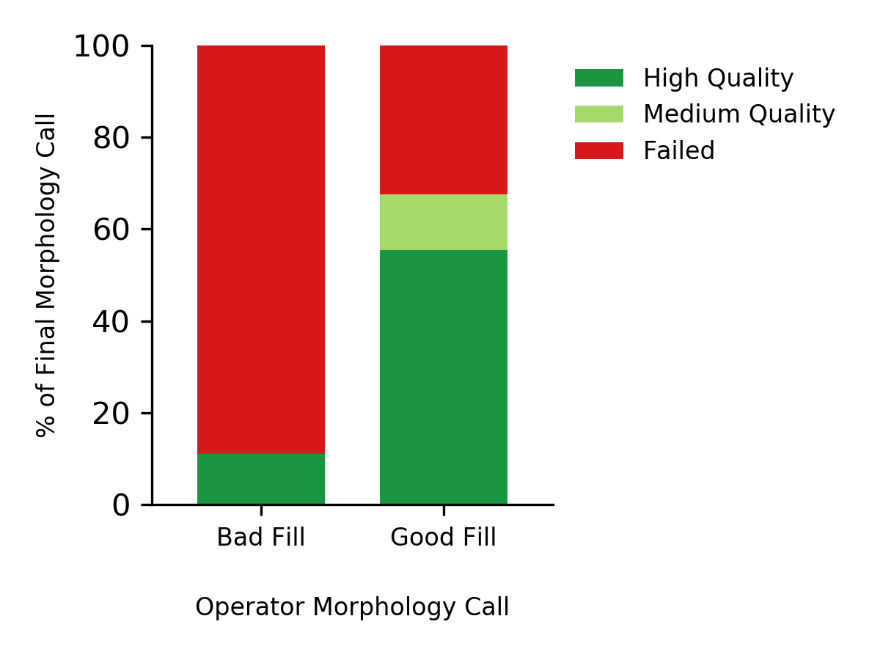 100
80
60
40
20
0
% of Final Morphology Call
Bad Fill
Good Fill
Operator Morphology Call
High Quality
Medium Quality
Failed